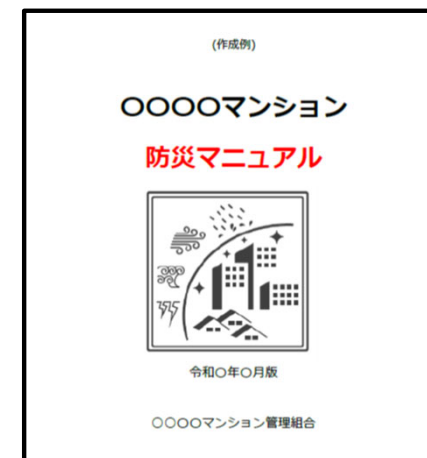 (作成例)
〇〇〇〇マンション
防災マニュアル
令和〇年〇月版
〇〇〇〇マンション管理組合